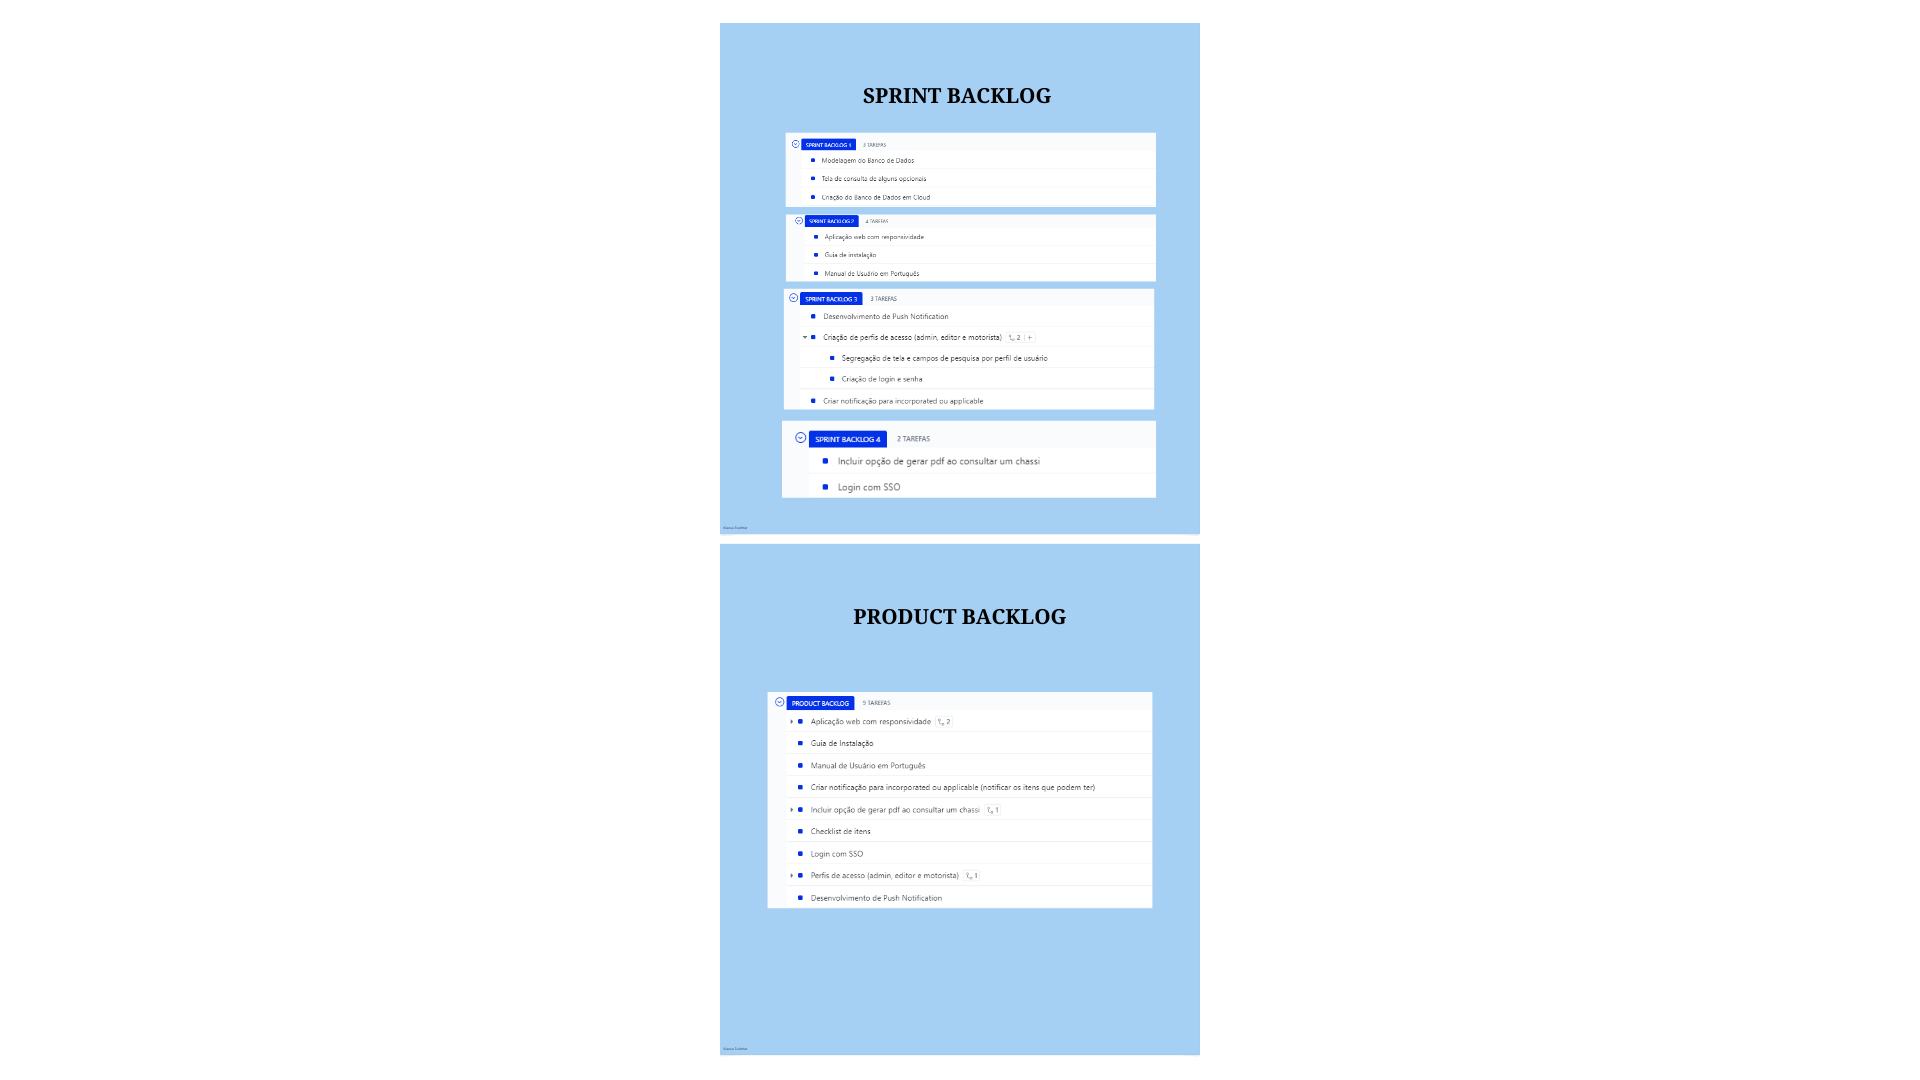 SPRINT BACKLOG
SPRINT BACKLOG 1 3 TAREFAS
Modelagem do Banco de Dados
Tela de consulta de alguns opcionais
Criação do Banco de Dados em Cloud
SPRINT BACKLOG 2 4 TAREFAS
Aplicação web com responsividade
Guia de instalação
Manual de Usuário em Português
SPRINT BACKLOG 3 3 TAREFAS
Desenvolvimento de Push Notification
Criação de perfis de acesso (admin, editor e motorista) 2 +
Segregação de tela e campos de pesquisa por perfil de usuário
Criação de login e senha
Criar notificação para incorporated ou applicable
SPRINT BACKLOG 4 2 TAREFAS
Incluir opção de gerar pdf ao consultar um chassi
Login com SSO
PRODUCT BACKLOG
PRODUCT BACKLOG 9 TAREFAS
Aplicação web com responsividade 2
Guia de Instalação
Manual de Usuário em Português
Criar notificação para incorporated ou applicable (notificar os itens que podem ter)
Incluir opção de gerar pdf ao consultar um chassi 1
Checklist de itens
Login com SSO
Perfis de acesso (admin, editor e motorista) 1
Desenvolvimento de Push Notification